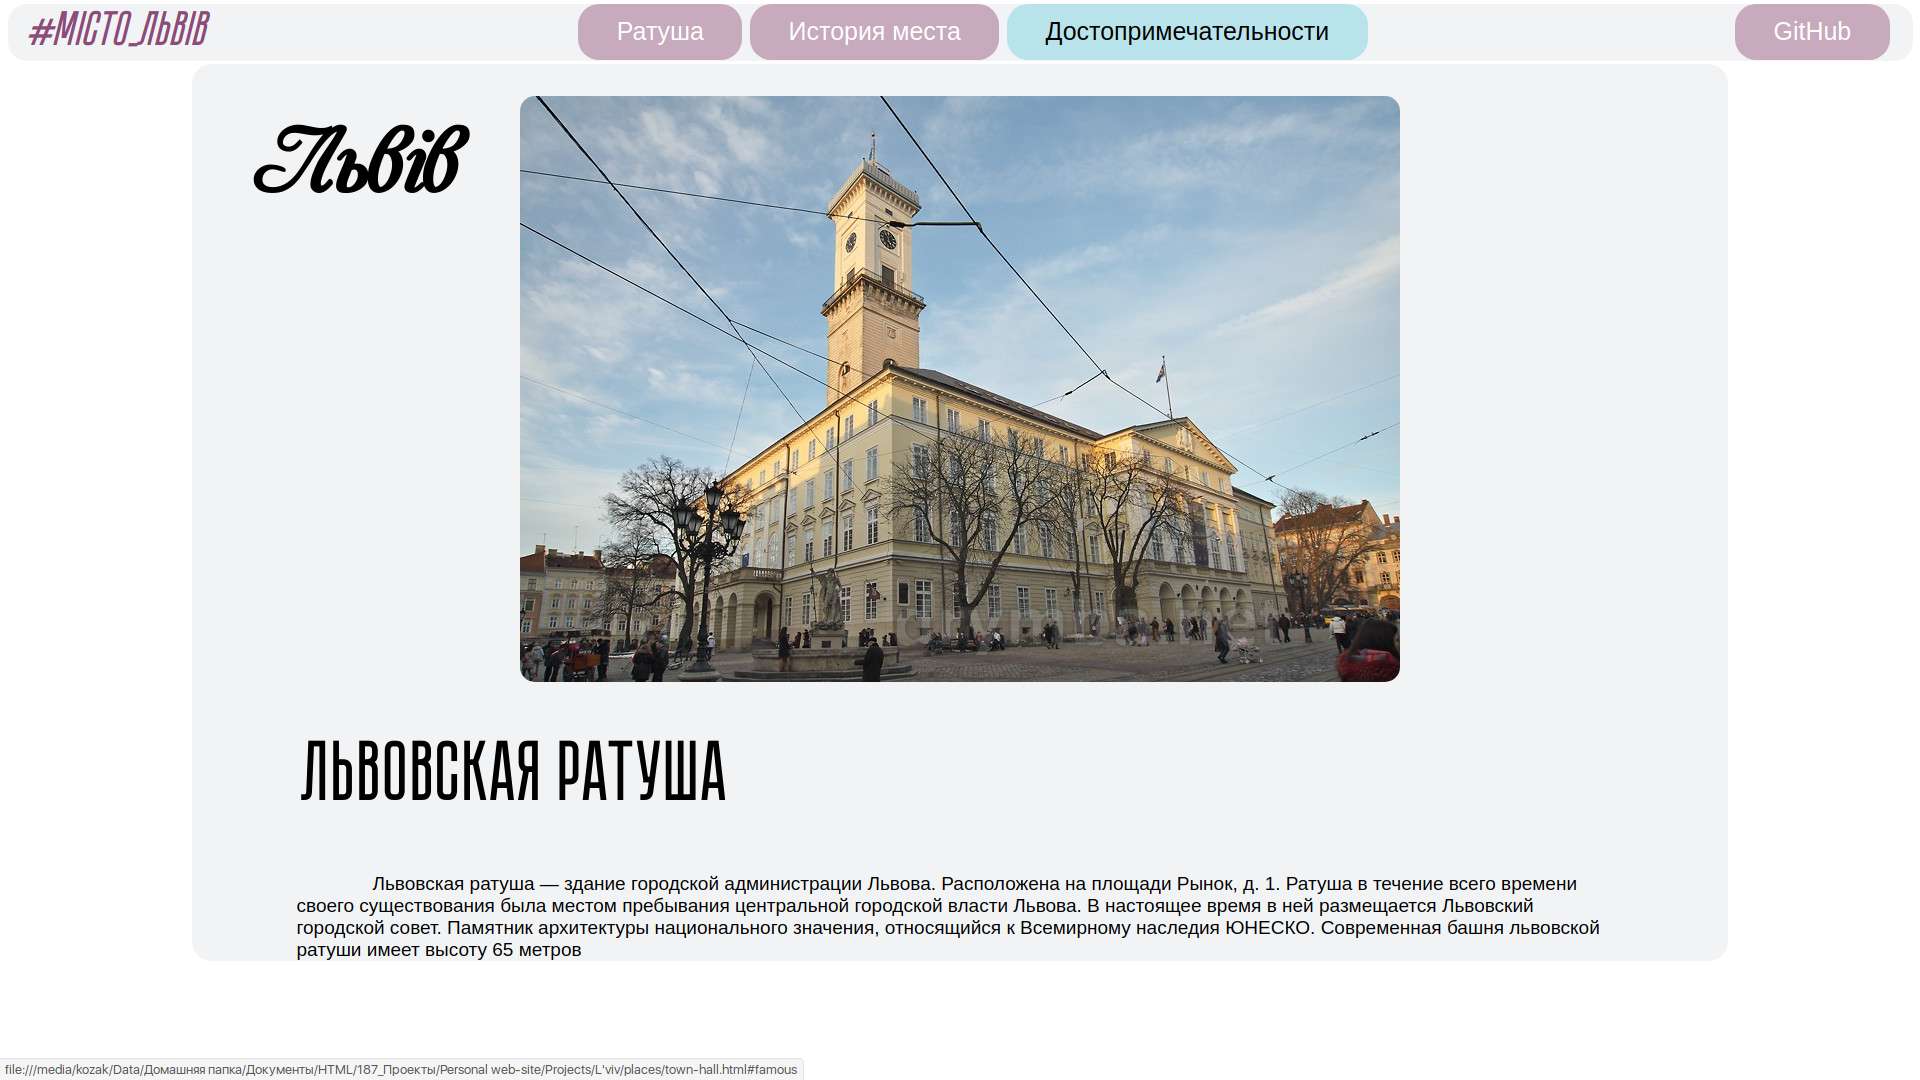 #МІСТО_ЛЬВІВ
Ратуша
История места
Достопримечательности
GitHub
Львів
ЛЬВОВСКАЯ РАТУША
Львовская ратуша — здание городской администрации Львова. Расположена на площади Рынок, д. 1. Ратуша в течение всего времени
своего существования была местом пребывания центральной городской власти Львова. В настоящее время в ней размещается Львовский
городской совет. Памятник архитектуры национального значения, относящийся к Всемирному наследия ЮНЕСКО. Современная башня львовской
ратуши имеет высоту 65 метров
file:///media/kozak/Data/Домашняя папка/Документы/HTML/187_Проекты/Personal web-site/Projects/L'viv/places/town-hall.html#famous